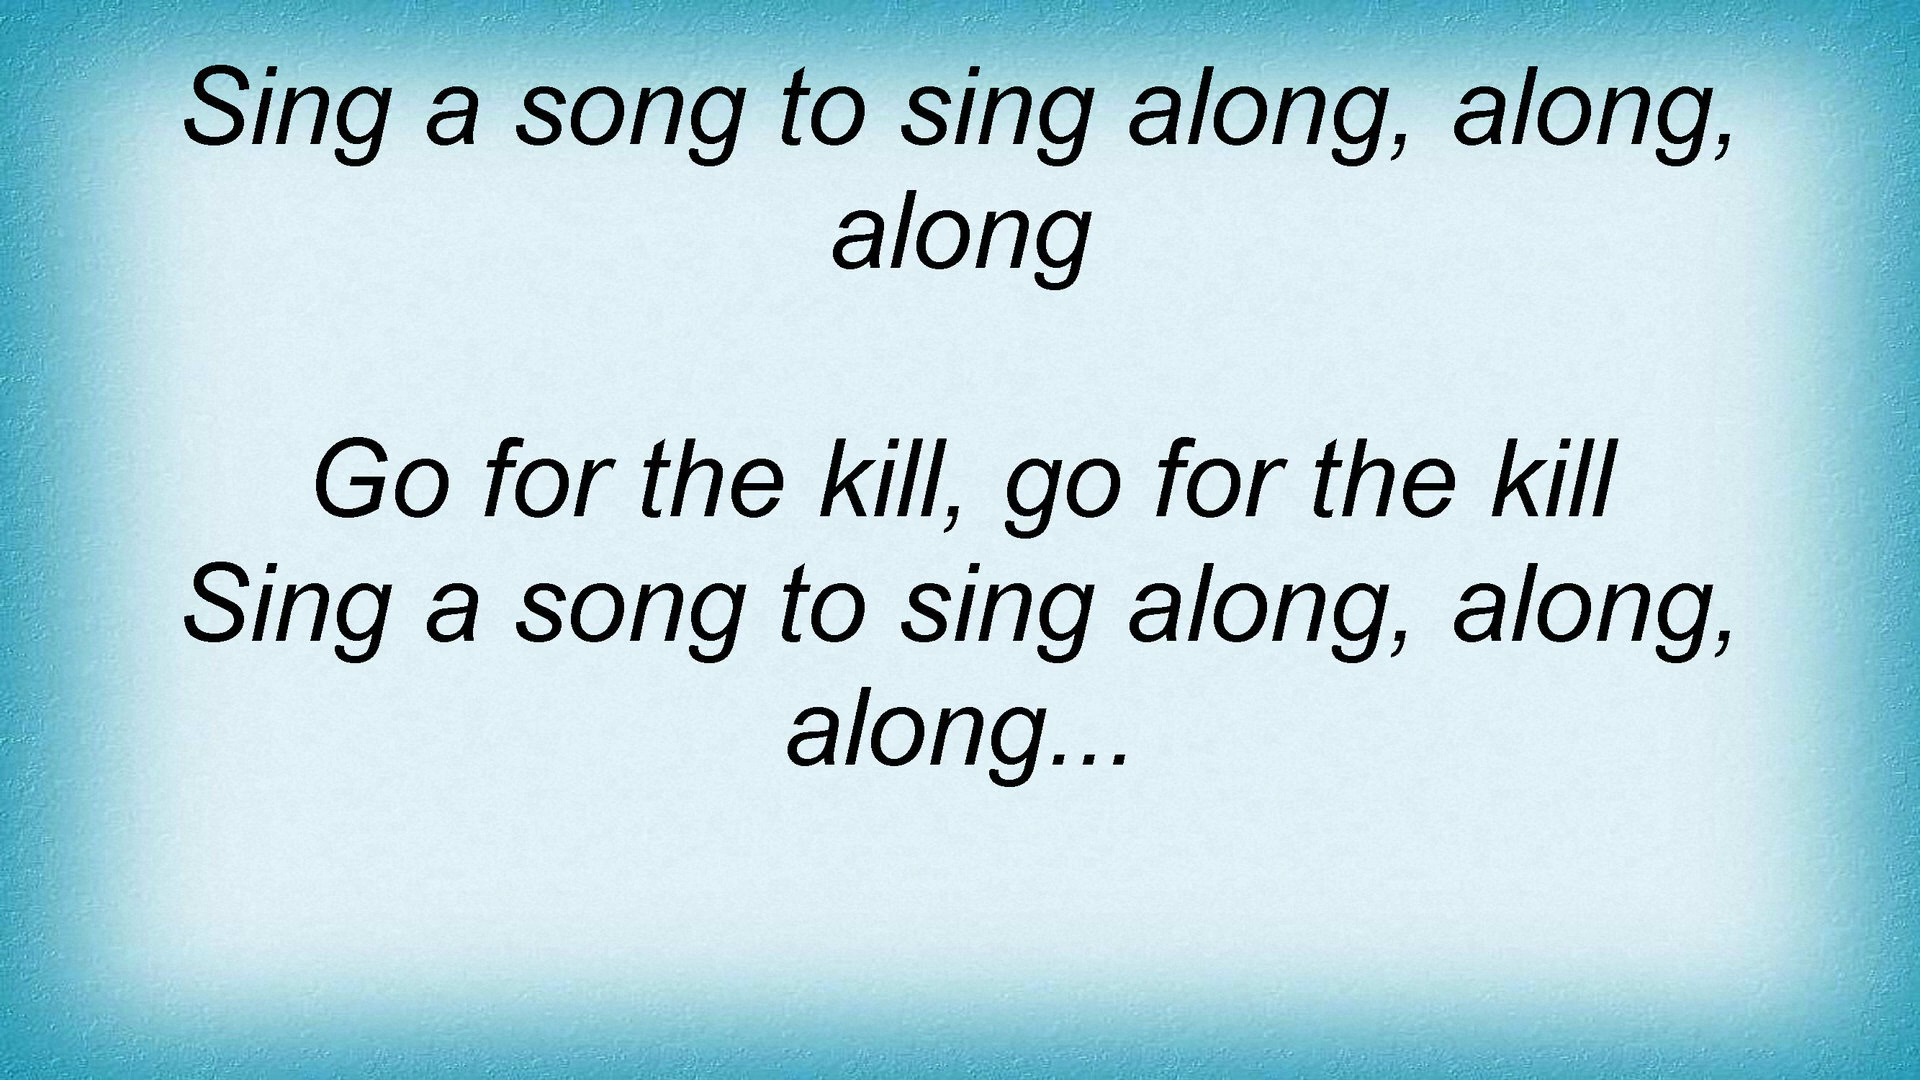 Sing a song to sing along, along,
along
Go for the kill, go for the kill
Sing a song to sing along, along,
along...